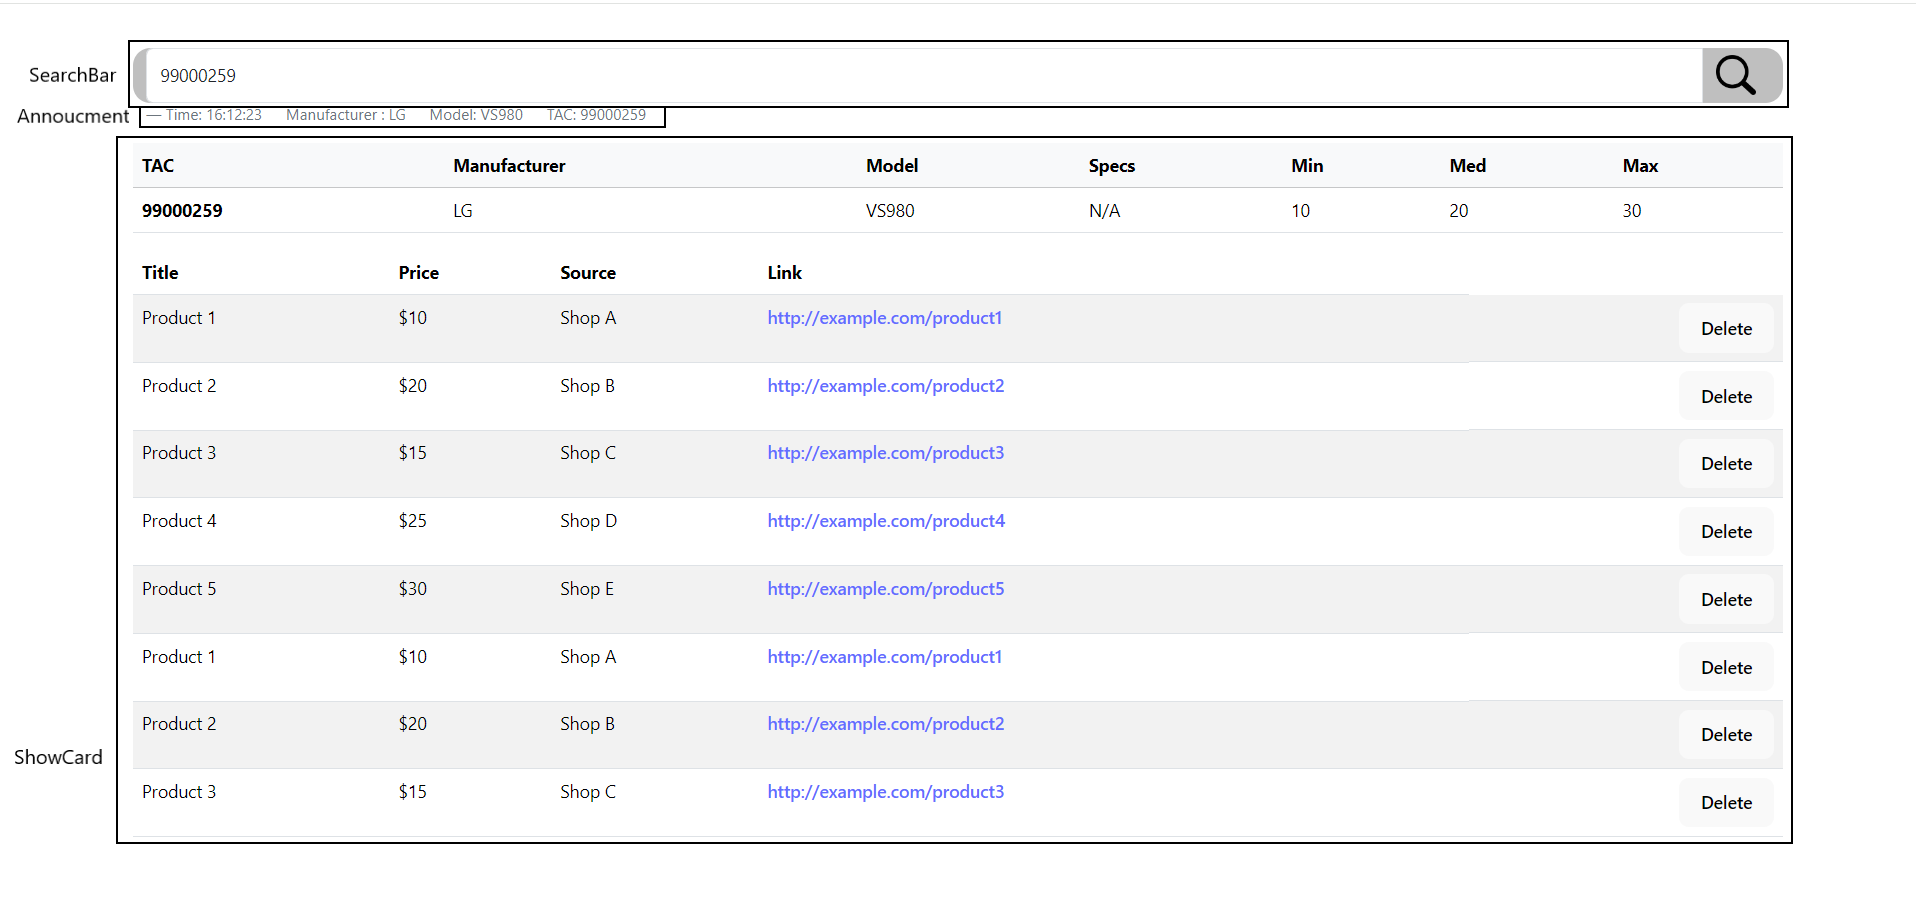 SearchBar 99000259
Annoucment — Time: 16:12:23 Manufacturer : LG Model: VS980 TAC: 99000259
TAC Manufacturer Model Specs Min Med Max
99000259 LG VS980 N/A 10 20 30
Title Price Source Link
Product 1 $10 Shop A http://example.com/product1 Delete
Product 2 $20 Shop B http://example.com/product2 Delete
Product 3 $15 Shop C http://example.com/product3 Delete
Product 4 $25 Shop D http://example.com/product4 Delete
Product 5 $30 Shop E http://example.com/product5 Delete
Product 1 $10 Shop A http://example.com/product1 Delete
Product 2 $20 Shop B http://example.com/product2 Delete
ShowCard
Product 3 $15 Shop C http://example.com/product3 Delete